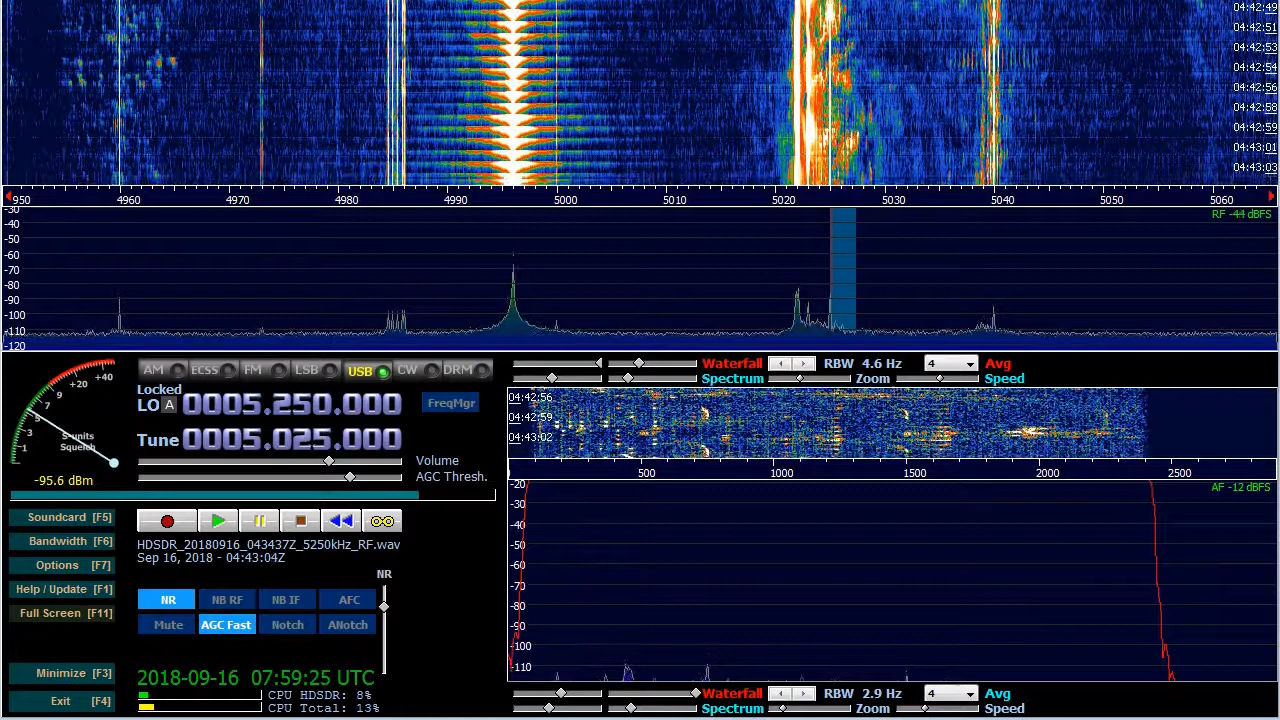 04:42:49
04:42:51
04:42:53
04:42:54
04:42:56
04:42:58
04:42:59
04:43:01
04:43:03
950 4960 4970 4980 4990 5000 5010 5020 5030 5040 5050 5060
-30
-40
-50
-60
-70
-80
-90
-100
-110
-120
RF -44 dBFS
AM ECSS FM LSB USB CW DRM
Locked
LO A 0005.250.000 FreqMgr
Tune 0005.025.000
Volume
AGC Thresh.
1 3 5 7 9 +20 +40
S-units
Squelch
-95.6 dBm
Waterfall RBW 4.6 Hz 4 Avg
Spectrum Zoom Speed
04:42:56
04:42:59
04:43:02
500 1000 1500 2000 2500
-20
-30
-40
-50
-60
-70
-80
-90
-100
-110
AF -12 dBFS
Soundcard [F5]
Bandwidth [F6]
Options [F7]
Help / Update [F1]
Full Screen [F11]
Minimize [F3]
Exit [F4]
HDSDR_20180916_043437Z_5250kHz_RF.wav
Sep 16, 2018 - 04:43:04Z
NR
NR NB RF NB IF AFC
Mute AGC Fast Notch ANotch
2018-09-16 07:59:25 UTC
CPU HDSDR: 8%
CPU Total: 13%
Waterfall RBW 2.9 Hz 4 Avg
Spectrum Zoom Speed